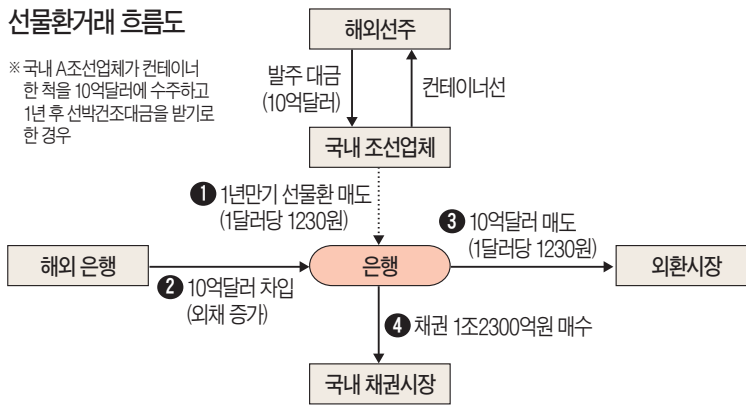 선물환거래 흐름도
※ 국내 A조선업체가 컨테이너
한 척을 10억달러에 수주하고
1년 후 선박건조대금을 받기로
한 경우
해외선주
발주 대금
(10억달러)
컨테이너선
국내 조선업체
❶ 1년만기 선물환 매도
(1달러당 1230원)
❸ 10억달러 매도
(1달러당 1230원)
해외 은행
은행
외환시장
❷ 10억달러 차입
(외채 증가)
❹ 채권 1조2300억원 매수
국내 채권시장